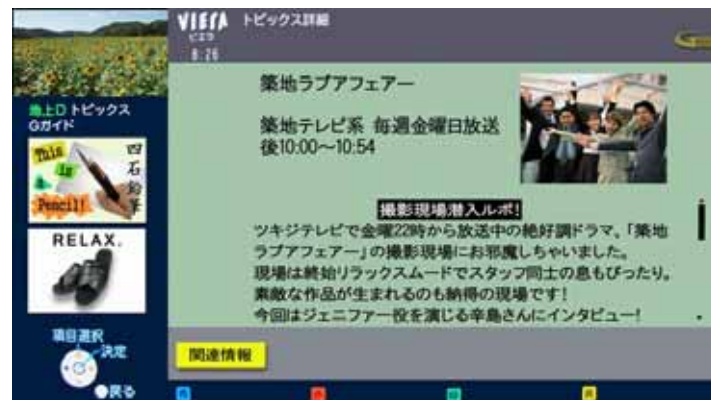 VIErA
ビエラ
8:26
トピックス詳細
地上D トピックス
Gガイド
This
is
a
Pencil!
四石鉛筆
RELAX.
項目選択
決定
戻る
築地ラブアフェアー
築地テレビ系 毎週金曜日放送
後10:00～10:54
撮影現場潜入ルポ!
ツキジテレビで金曜22時から放送中の絶好調ドラマ、「築地
ラブアフェアー」の撮影現場にお邪魔しちゃいました。
現場は終始リラックスムードでスタッフ同士の息もぴったり。
素敵な作品が生まれるのも納得の現場です!
今回はジェニファー役を演じる辛島さんにインタビュー!
関連情報
青
赤
緑
黄